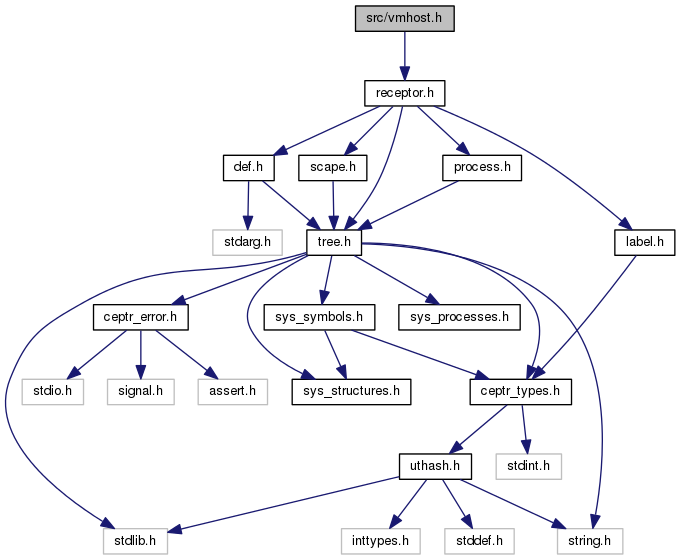 src/vmhost.h
receptor.h
def.h
scape.h
process.h
stdarg.h
tree.h
label.h
ceptr_error.h
sys_symbols.h
sys_processes.h
stdio.h
signal.h
assert.h
sys_structures.h
ceptr_types.h
uthash.h
stdint.h
stdlib.h
inttypes.h
stddef.h
string.h